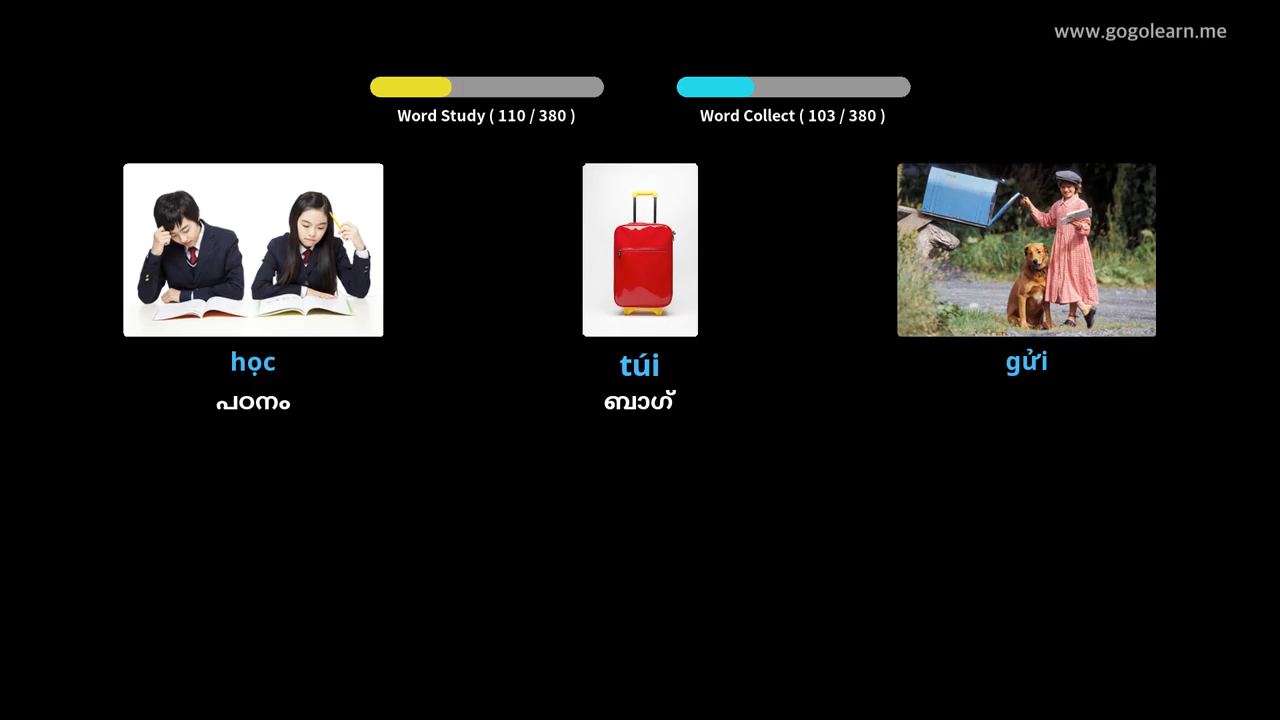 www.gogolearn.me
Word Study ( 110 / 380 )
Word Collect ( 103 / 380 )
học
túi
gửi
പഠനം
ബാഗ്